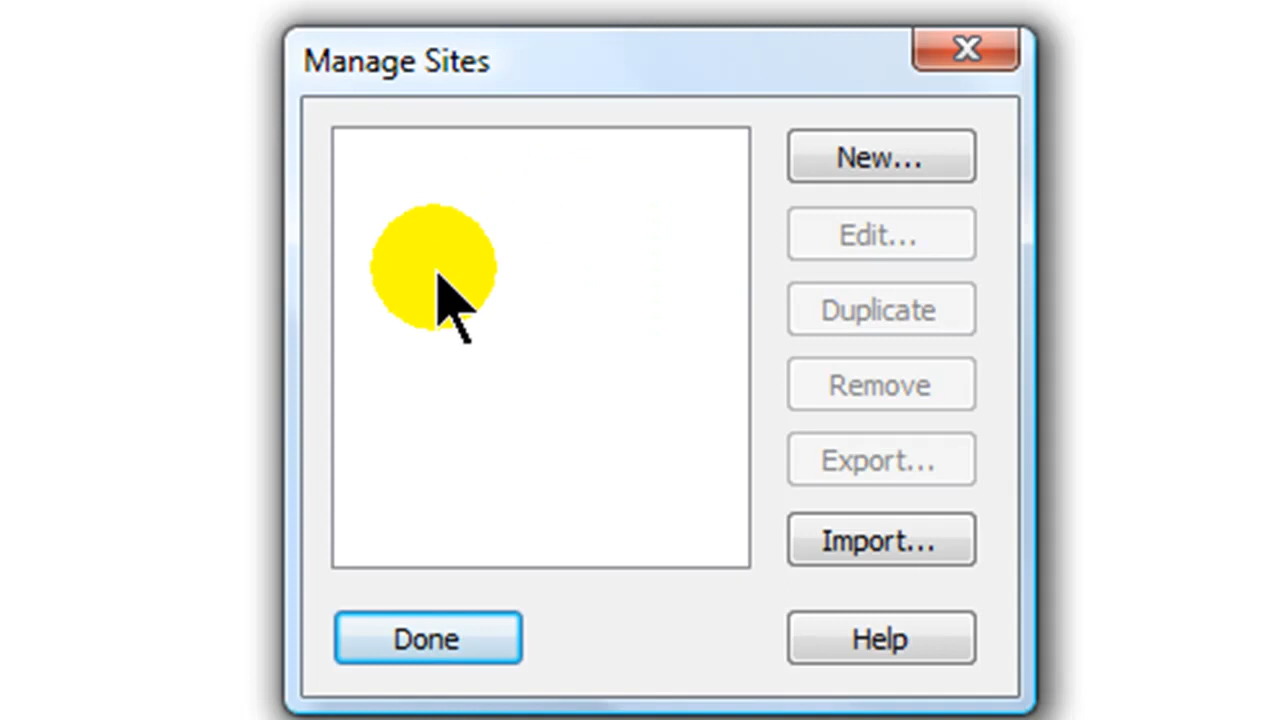 Manage Sites
New...
Edit...
Duplicate
Remove
Export...
Import...
Done
Help